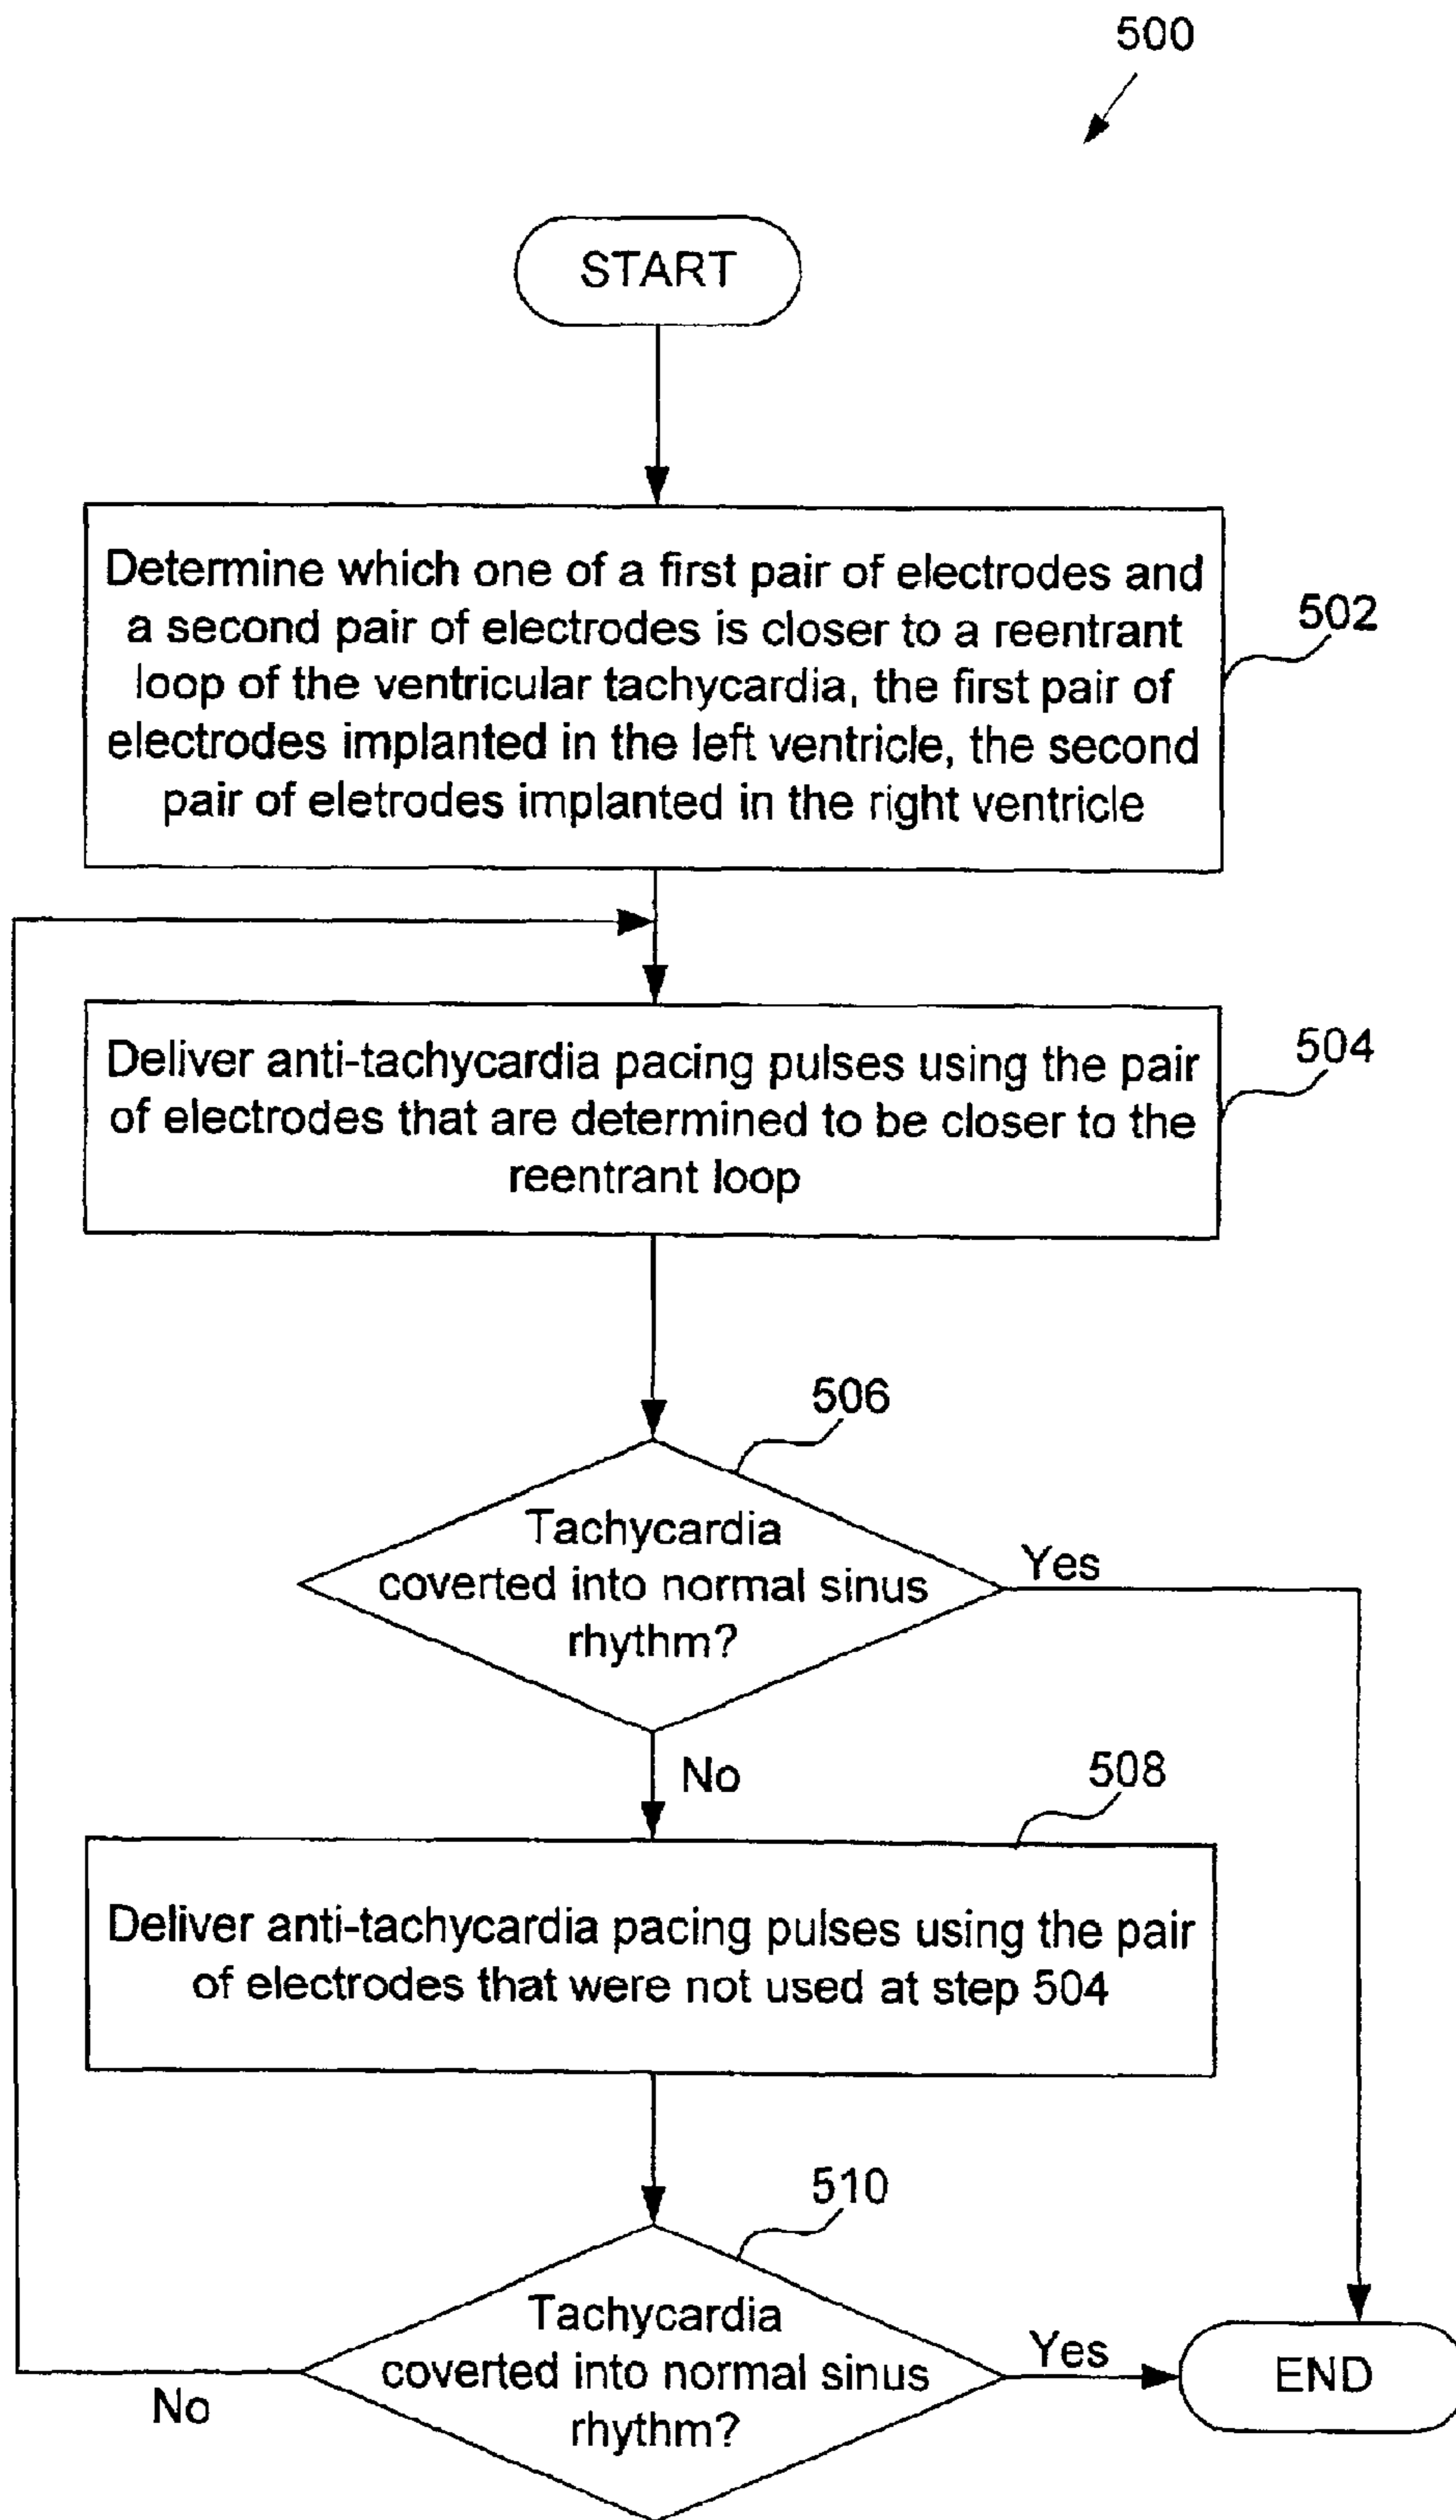 500
START
Determine which one of a first pair of electrodes and
a second pair of electrodes is closer to a reentrant
loop of the ventricular tachycardia, the first pair of
electrodes implanted in the left ventricle, the second
pair of eletrodes implanted in the right ventricle
502
Deliver anti-tachycardia pacing pulses using the pair
of electrodes that are determined to be closer to the
reentrant loop
504
506
Tachycardia
coverted into normal sinus
rhythm?
Yes
No
508
Deliver anti-tachycardia pacing pulses using the pair
of electrodes that were not used at step 504
510
Tachycardia
coverted into normal sinus
rhythm?
Yes
No
END